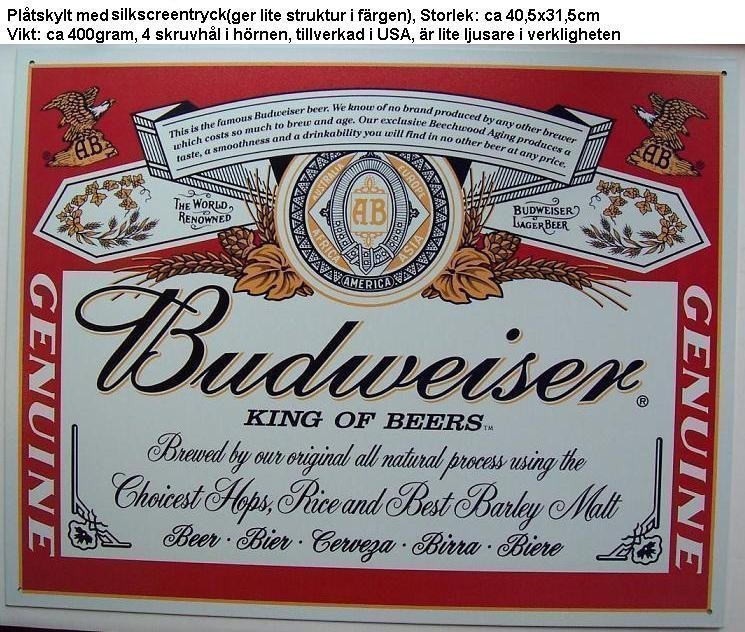 Plåtskylt med silkscreentryck(ger lite struktur i färgen), Storlek: ca 40,5x31,5cm
Vikt: ca 400gram, 4 skruvhål i hörnen, tillverkad i USA, är lite ljusare i verkligheten
This is the famous Budweiser beer. We know of no brand produced by any other brewer
which costs so much to brew and age. Our exclusive Beechwood Aging produces a
taste, a smoothness and a drinkability you will find in no other beer at any price.
AB
AB
THE WORLD
RENOWNED
AUSTRALIA
EUROPE
AB
AFRICA
ASIA
AMERICA
BUDWEISER
LAGER BEER
GENUINE
GENUINE
Budweiser®
KING OF BEERS™
Brewed by our original all natural process using the
Choicest Hops, Rice and Best Barley Malt
Beer · Bier · Cerveza · Birra · Biere